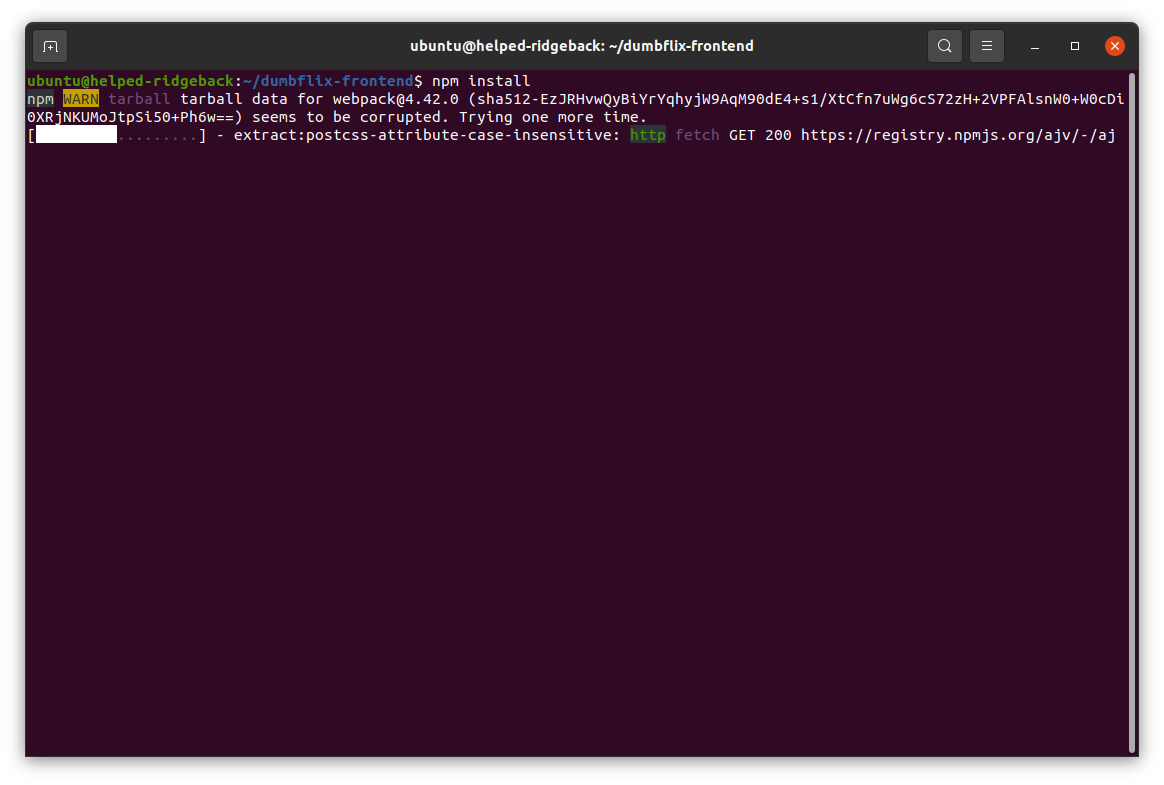 ubuntu@helped-ridgeback: ~/dumbflix-frontend
ubuntu@helped-ridgeback:~/dumbflix-frontend$ npm install
npm WARN tarball tarball data for webpack@4.42.0 (sha512-EzJRHvwQyBiYrYqhyjW9AqM90dE4+s1/XtCfn7uWg6cS72zH+2VPFAlsnW0+W0cDi
0XRjNKUMoJtpSi50+Ph6w==) seems to be corrupted. Trying one more time.
[         .........] - extract:postcss-attribute-case-insensitive: http fetch GET 200 https://registry.npmjs.org/ajv/-/aj